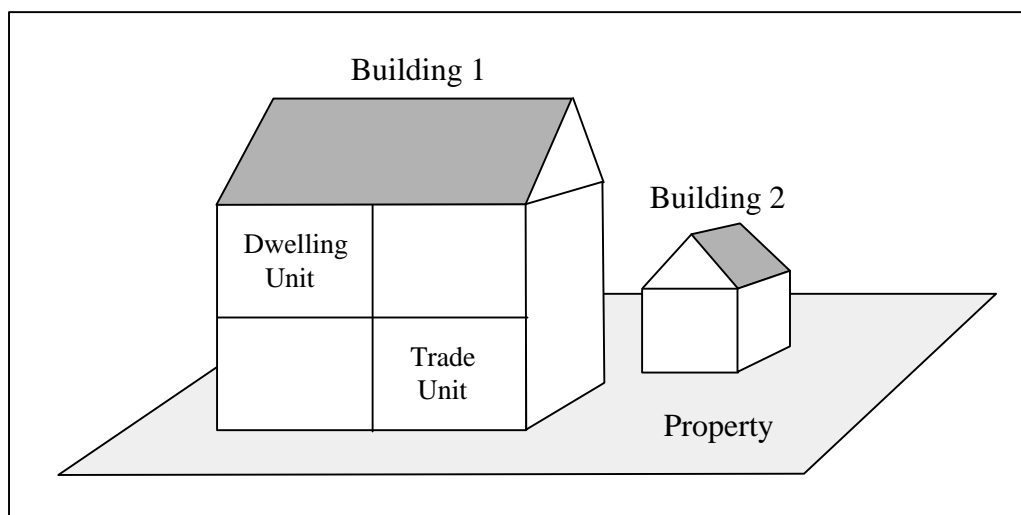 Building 1
Building 2
Dwelling
Unit
Trade
Unit
Property